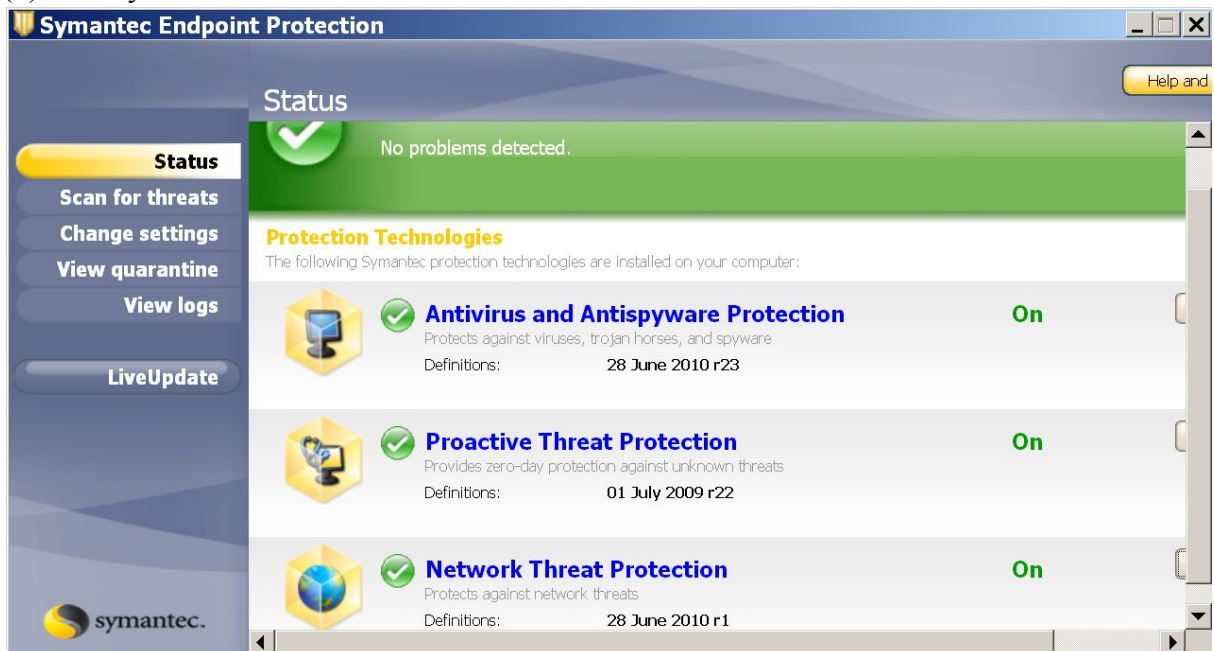 Symantec Endpoint Protection
Help and
Status
Status
Scan for threats
Change settings
View quarantine
View logs
LiveUpdate
symantec.
No problems detected.
Protection Technologies
The following Symantec protection technologies are installed on your computer:
Antivirus and Antispyware Protection On
Protects against viruses, trojan horses, and spyware
Definitions: 28 June 2010 r23
Proactive Threat Protection On
Provides zero-day protection against unknown threats
Definitions: 01 July 2009 r22
Network Threat Protection On
Protects against network threats
Definitions: 28 June 2010 r1